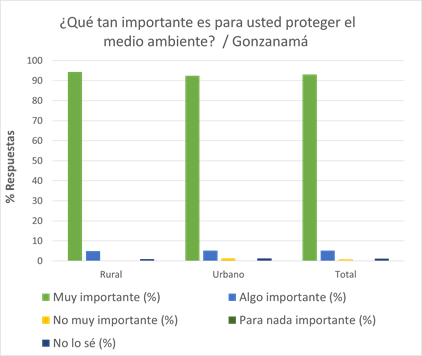 ¿Qué tan importante es para usted proteger el
medio ambiente? / Gonzanamá
100
90
80
70
60
50
40
30
20
10
0
% Respuestas
Rural Urbano Total
Muy importante (%) Algo importante (%)
No muy importante (%) Para nada importante (%)
No lo sé (%)